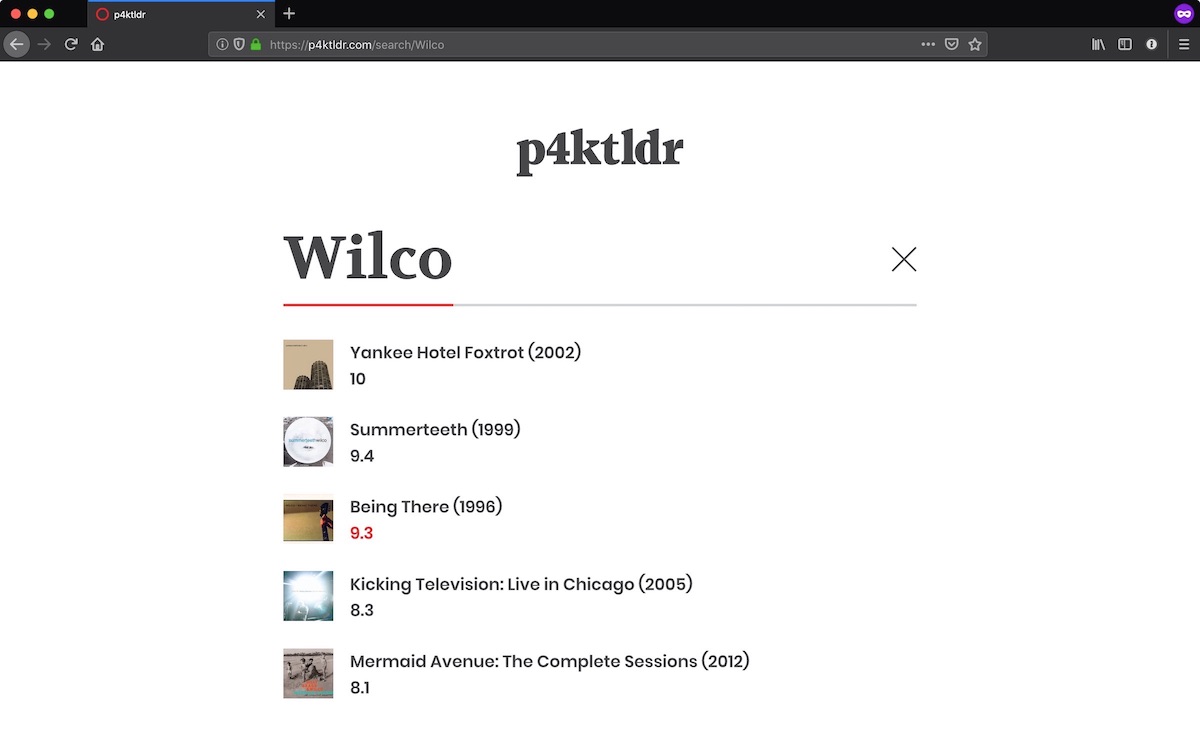 p4ktldr
https://p4ktldr.com/search/Wilco
p4ktldr
Wilco
Yankee Hotel Foxtrot (2002)
10
Summerteeth (1999)
9.4
Being There (1996)
9.3
Kicking Television: Live in Chicago (2005)
8.3
Mermaid Avenue: The Complete Sessions (2012)
8.1